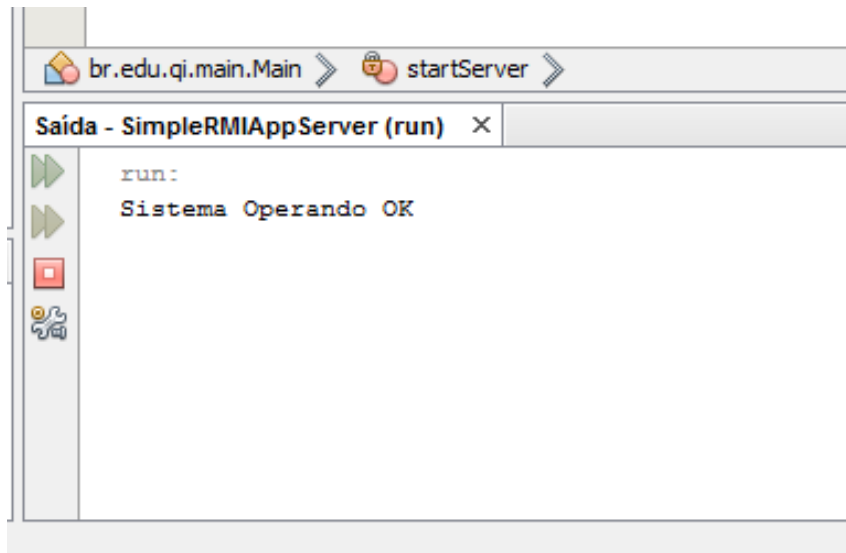 br.edu.qi.main.Main startServer
Saída - SimpleRMIAppServer (run)
run:
Sistema Operando OK